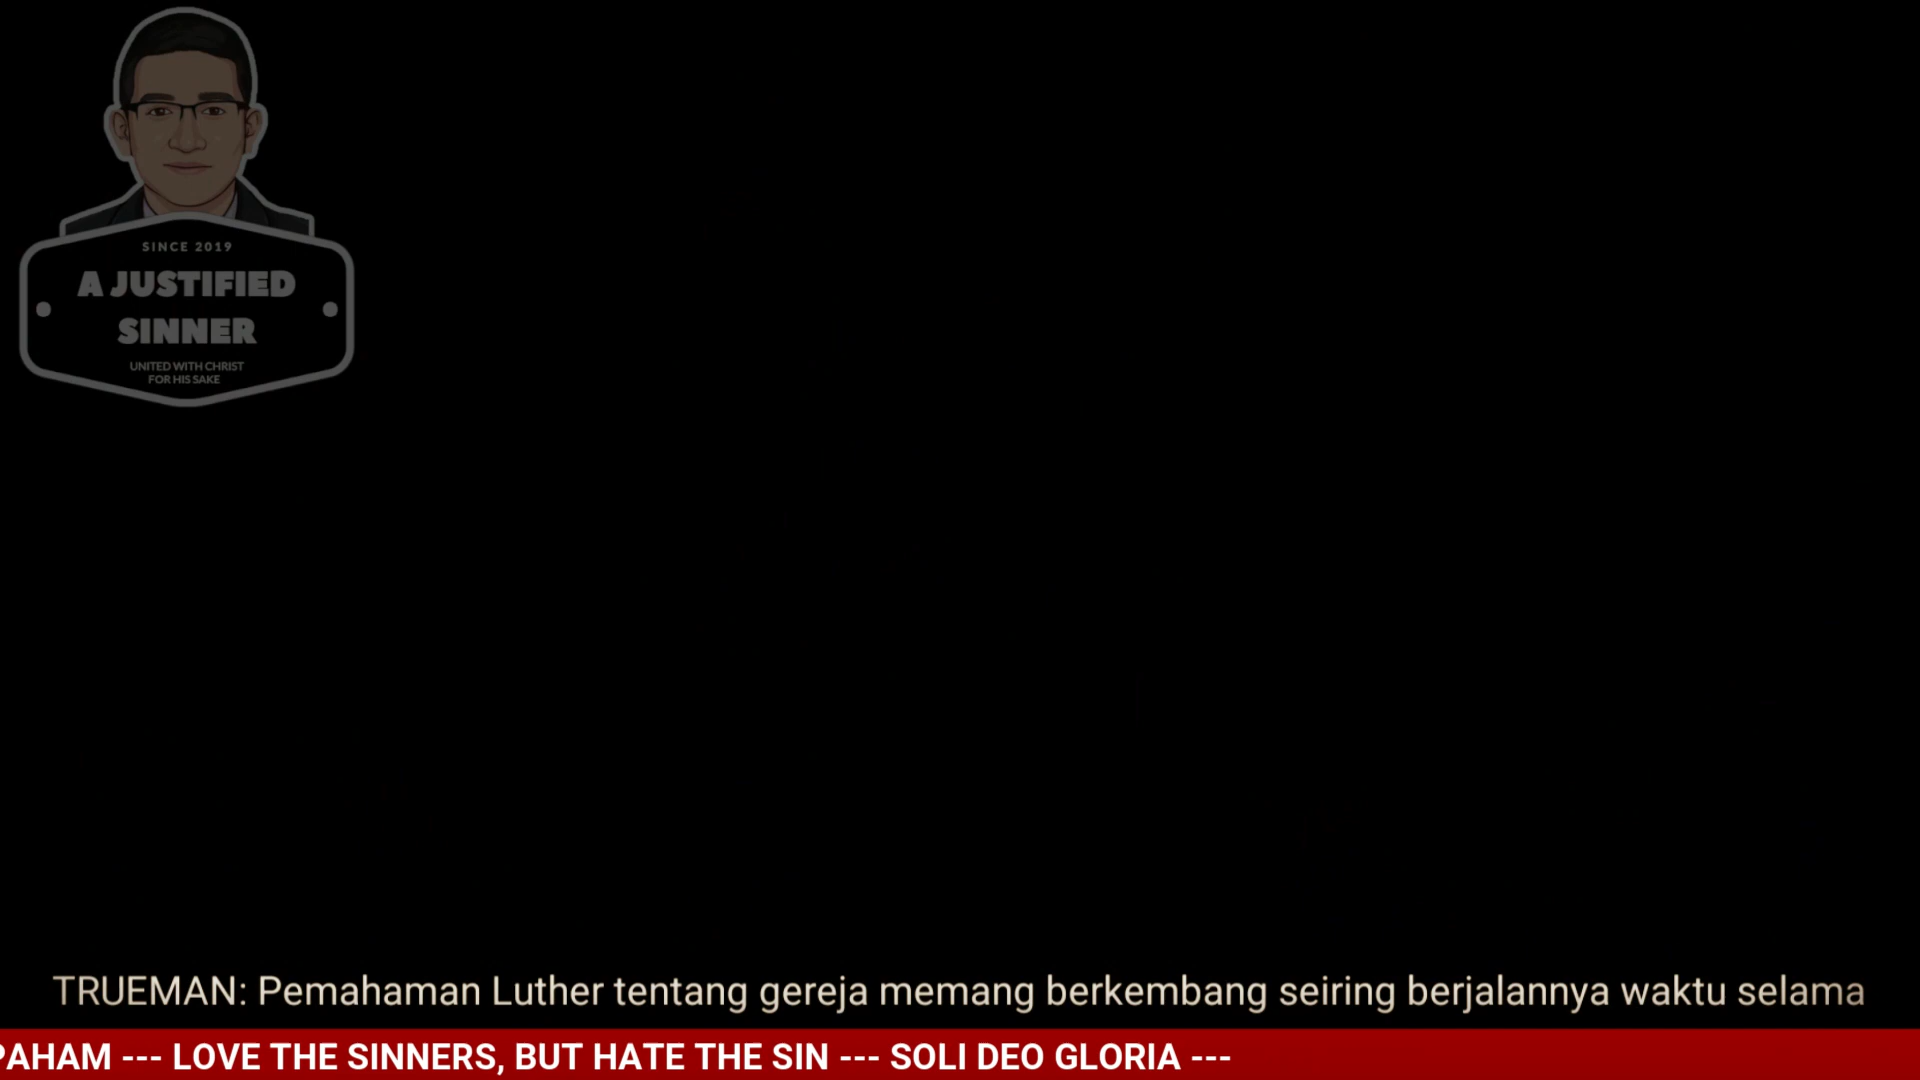 SINCE 2019
A JUSTIFIED
SINNER
UNITED WITH CHRIST
FOR HIS SAKE
TRUEMAN: Pemahaman Luther tentang gereja memang berkembang seiring berjalannya waktu selama
PAHAM --- LOVE THE SINNERS, BUT HATE THE SIN --- SOLI DEO GLORIA ---